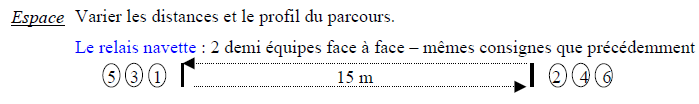 Espace Varier les distances et le profil du parcours.
Le relais navette : 2 demi équipes face à face – mêmes consignes que précédemment
5 3 1 15 m 2 4 6